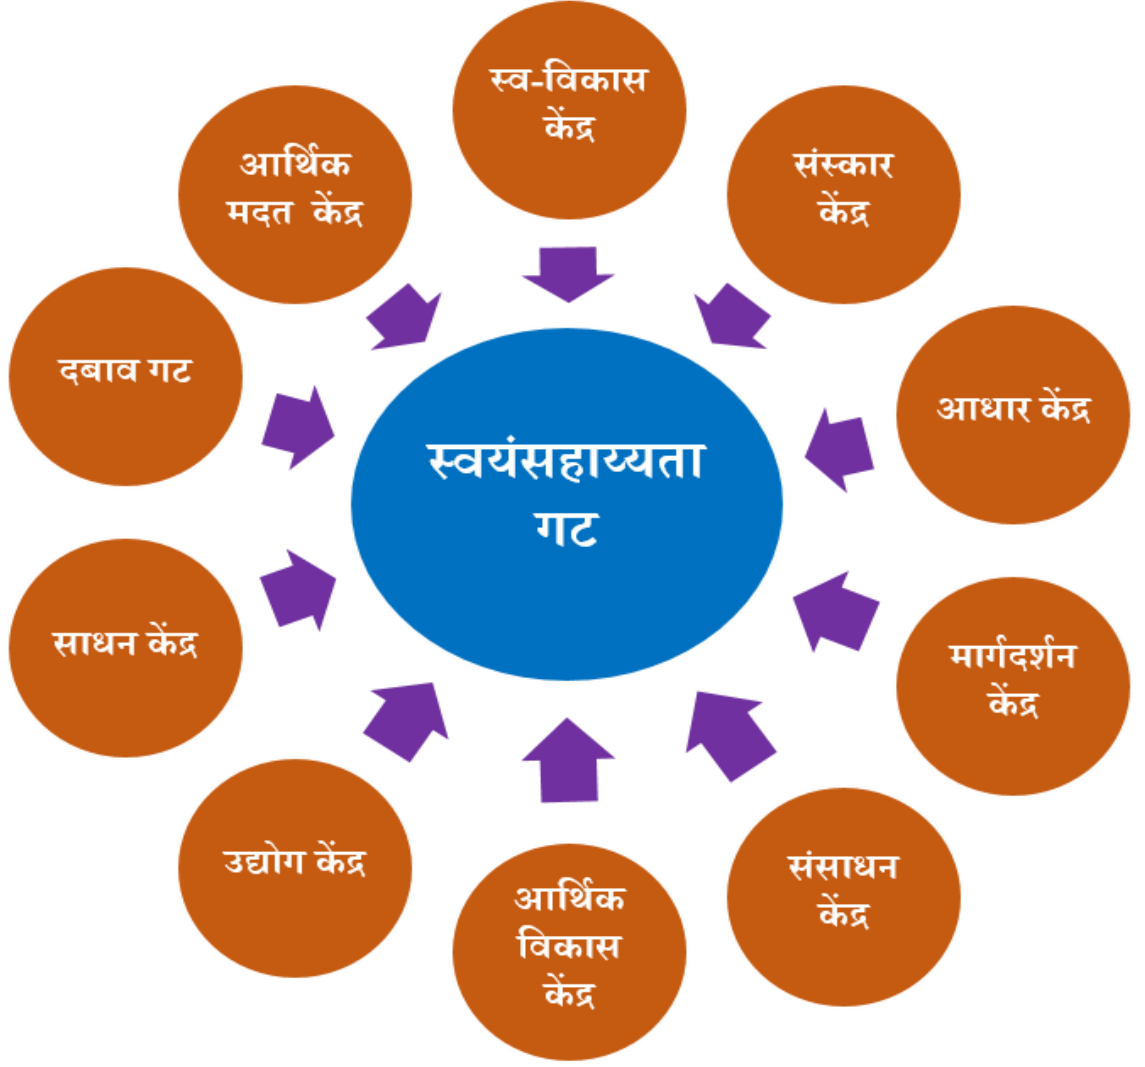 स्व-विकास
केंद्र
संस्कार
केंद्र
आधार केंद्र
मार्गदर्शन
केंद्र
संसाधन
केंद्र
आर्थिक
विकास
केंद्र
उद्योग केंद्र
साधन केंद्र
दबाव गट
आर्थिक
मदत केंद्र
स्वयंसहाय्यता
गट